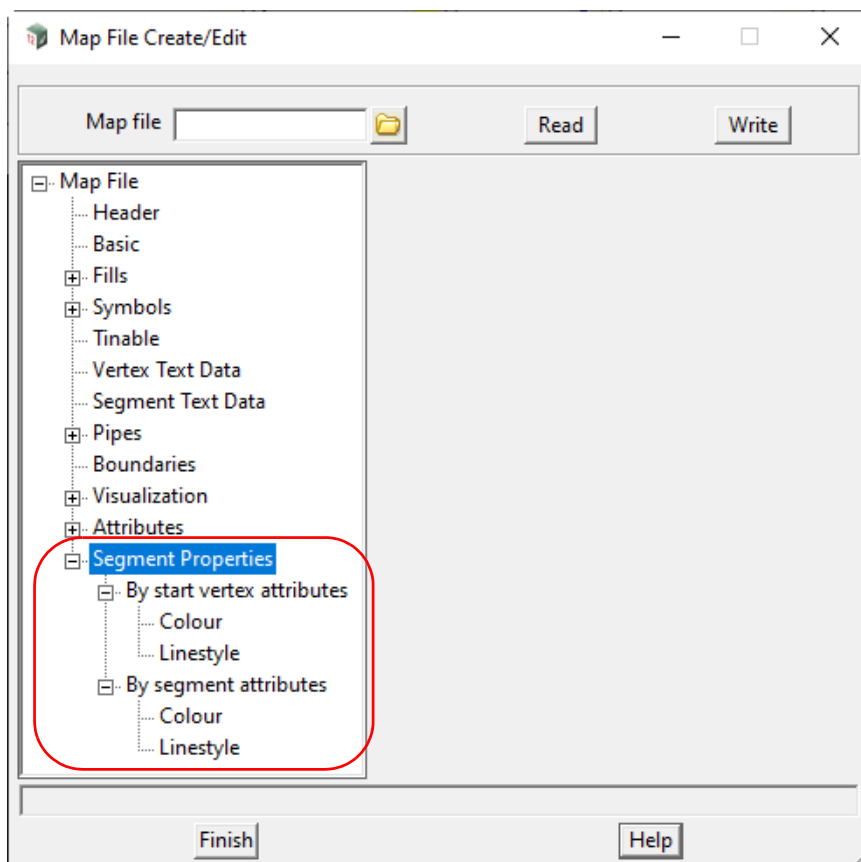 Map File Create/Edit
Map file Read Write
Map File
Header
Basic
Fills
Symbols
Tinable
Vertex Text Data
Segment Text Data
Pipes
Boundaries
Visualization
Attributes
Segment Properties
By start vertex attributes
Colour
Linestyle
By segment attributes
Colour
Linestyle
Finish Help